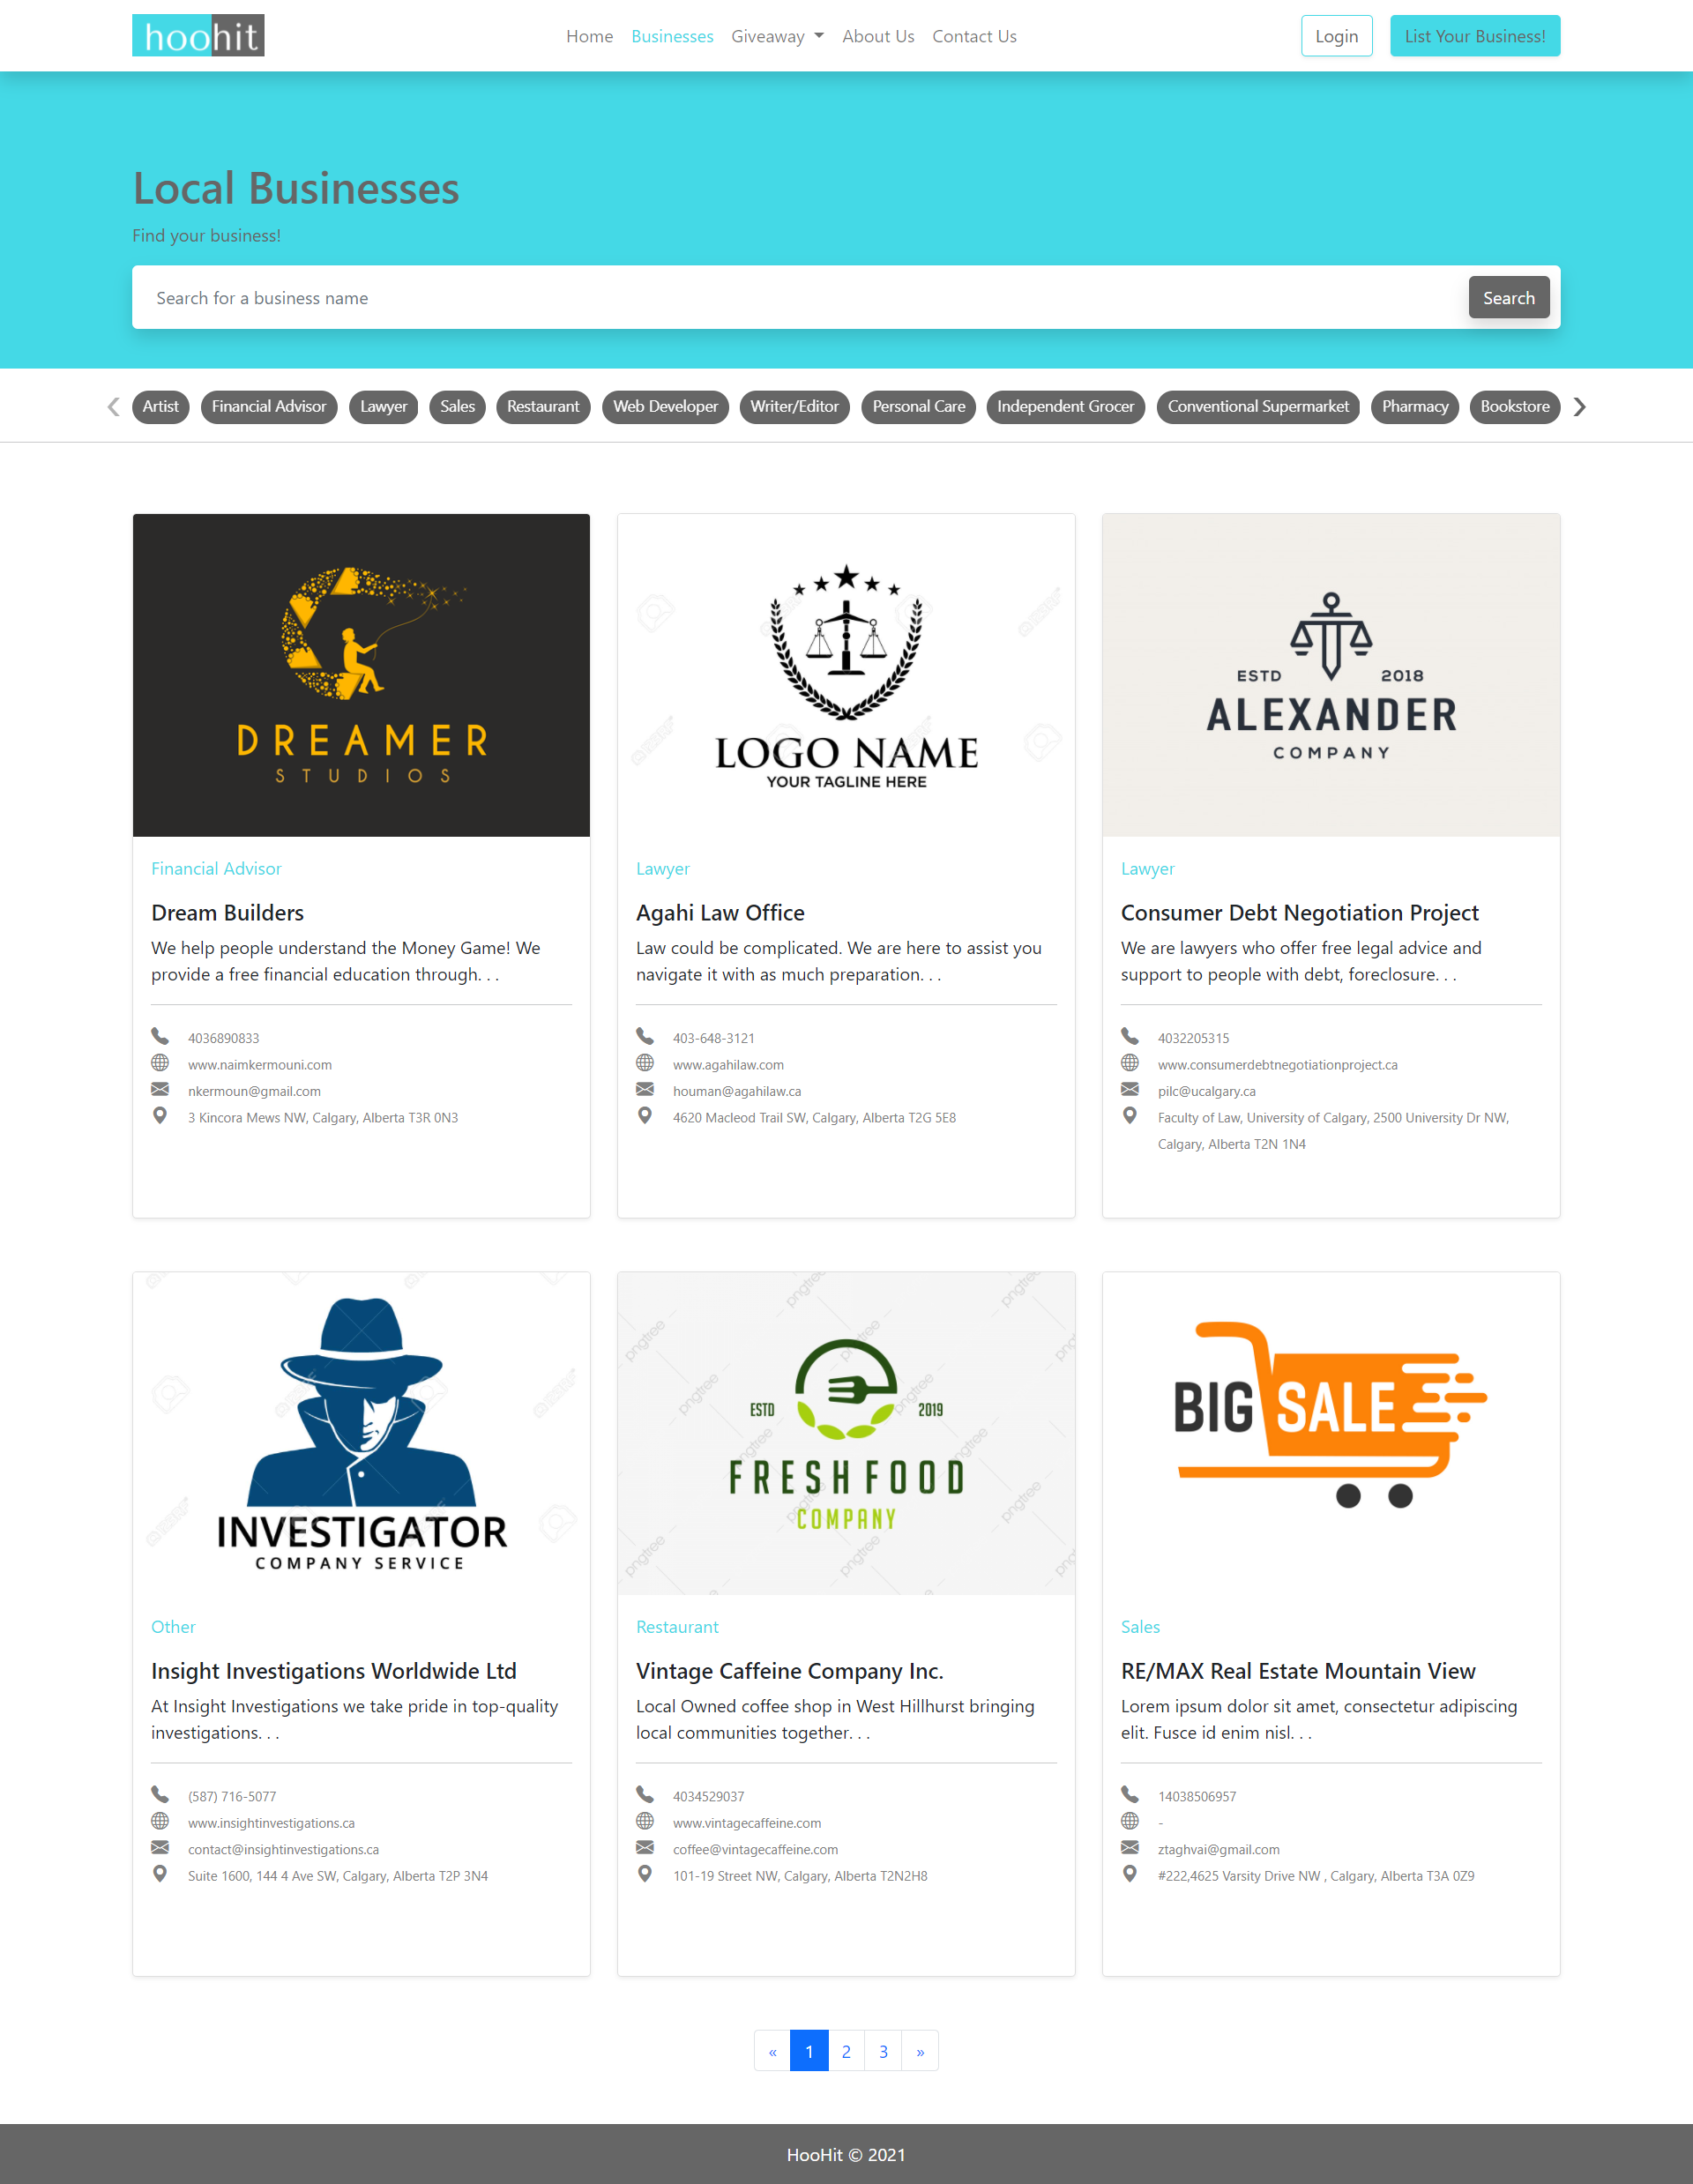 hoohit
Home Businesses Giveaway About Us Contact Us
Login
List Your Business!
Local Businesses
Find your business!
Search for a business name
Search
Artist Financial Advisor Lawyer Sales Restaurant Web Developer Writer/Editor Personal Care Independent Grocer Conventional Supermarket Pharmacy Bookstore
DREAMER
STUDIOS
Financial Advisor
Dream Builders
We help people understand the Money Game! We
provide a free financial education through. . .
4036890833
www.naimkermouni.com
nkermoun@gmail.com
3 Kincora Mews NW, Calgary, Alberta T3R 0N3
LOGO NAME
YOUR TAGLINE HERE
Lawyer
Agahi Law Office
Law could be complicated. We are here to assist you
navigate it with as much preparation. . .
403-648-3121
www.agahilaw.com
houman@agahilaw.ca
4620 Macleod Trail SW, Calgary, Alberta T2G 5E8
ESTD 2018
ALEXANDER
COMPANY
Lawyer
Consumer Debt Negotiation Project
We are lawyers who offer free legal advice and
support to people with debt, foreclosure. . .
4032205315
www.consumerdebtnegotiationproject.ca
pilc@ucalgary.ca
Faculty of Law, University of Calgary, 2500 University Dr NW,
Calgary, Alberta T2N 1N4
INVESTIGATOR
COMPANY SERVICE
Other
Insight Investigations Worldwide Ltd
At Insight Investigations we take pride in top-quality
investigations. . .
(587) 716-5077
www.insightinvestigations.ca
contact@insightinvestigations.ca
Suite 1600, 144 4 Ave SW, Calgary, Alberta T2P 3N4
pngtree
ESTD 2019
FRESH FOOD
COMPANY
Restaurant
Vintage Caffeine Company Inc.
Local Owned coffee shop in West Hillhurst bringing
local communities together. . .
4034529037
www.vintagecaffeine.com
coffee@vintagecaffeine.com
101-19 Street NW, Calgary, Alberta T2N2H8
BIG SALE
Sales
RE/MAX Real Estate Mountain View
Lorem ipsum dolor sit amet, consectetur adipiscing
elit. Fusce id enim nisl. . .
14038506957
-
ztaghvai@gmail.com
#222,4625 Varsity Drive NW , Calgary, Alberta T3A 0Z9
« 1 2 3 »
HooHit © 2021